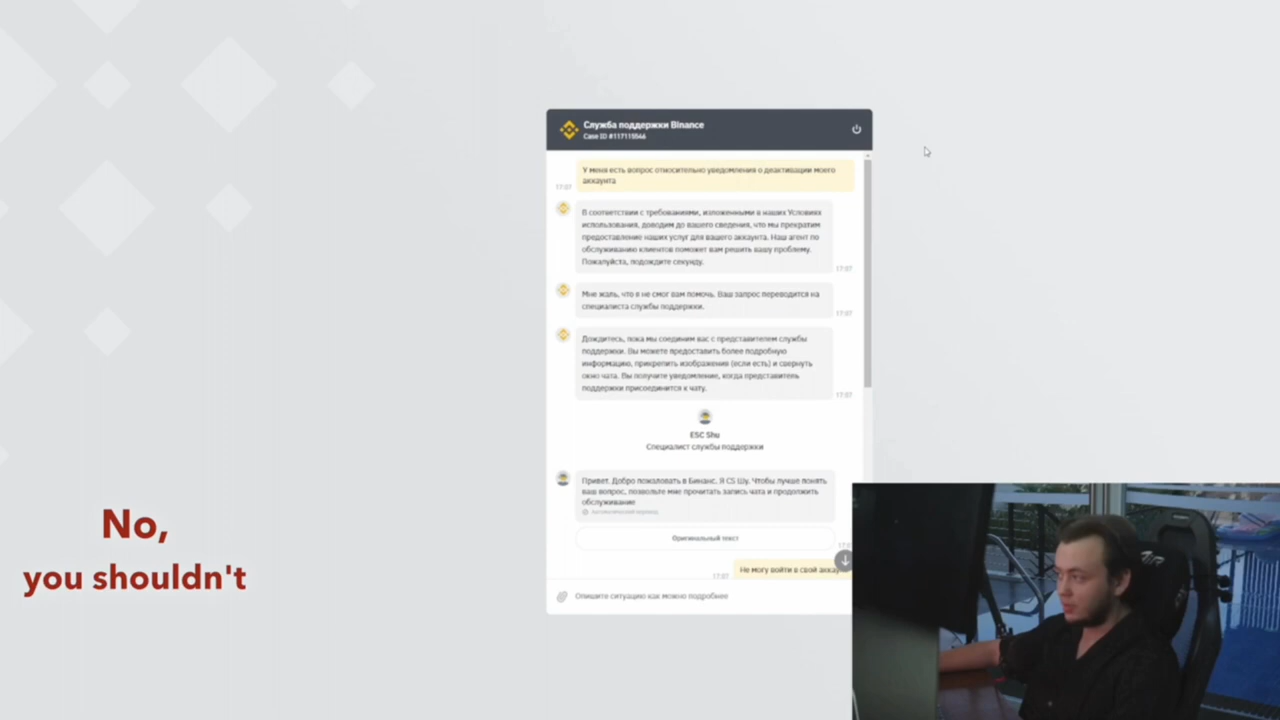 Служба поддержки Binance
Case ID #117115546
У меня есть вопрос относительно уведомления о деактивации моего
аккаунта
17:07
В соответствии с требованиями, изложенными в наших Условиях
использования, доводим до вашего сведения, что мы прекратим
предоставление наших услуг для вашего аккаунта. Наш агент по
обслуживанию клиентов поможет вам решить вашу проблему.
Пожалуйста, подождите секунду.
17:07
Мне жаль, что я не смог вам помочь. Ваш запрос переводится на
специалиста службы поддержки.
17:07
Дождитесь, пока мы соединим вас с представителем службы
поддержки. Вы можете предоставить более подробную
информацию, прикрепить изображения (если есть) и свернуть
окно чата. Вы получите уведомление, когда представитель
поддержки присоединится к чату.
17:07
ESC Shu
Специалист службы поддержки
Привет. Добро пожаловать в Бинанс. Я CS Шу. Чтобы лучше понять
ваш вопрос, позвольте мне прочитать запись чата и продолжить
обслуживание
Автоматический перевод
Оригинальный текст
Не могу войти в свой аккау
17:07
Опишите ситуацию как можно подробнее
No,
you shouldn't